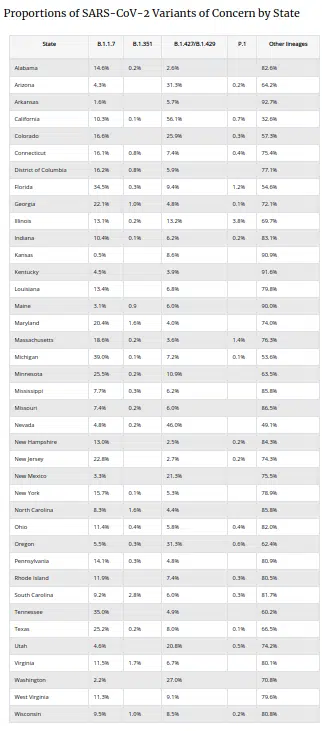 Proportions of SARS-CoV-2 Variants of Concern by State
State B.1.1.7 B.1.351 B.1.427/B.1.429 P.1 Other lineages
Alabama 14.6% 0.2% 2.6% 82.6%
Arizona 4.3% 31.3% 0.2% 64.2%
Arkansas 1.6% 5.7% 92.7%
California 10.3% 0.1% 56.1% 0.7% 32.6%
Colorado 16.6% 25.9% 0.3% 57.3%
Connecticut 16.1% 0.8% 7.4% 0.4% 75.4%
District of Columbia 16.2% 0.8% 5.9% 77.1%
Florida 34.5% 0.3% 9.4% 1.2% 54.6%
Georgia 22.1% 1.0% 4.8% 0.1% 72.1%
Illinois 13.1% 0.2% 13.2% 3.8% 69.7%
Indiana 10.4% 0.1% 6.2% 0.2% 83.1%
Kansas 0.5% 8.6% 90.9%
Kentucky 4.5% 3.9% 91.6%
Louisiana 13.4% 6.8% 79.8%
Maine 3.1% 0.9 6.0% 90.0%
Maryland 20.4% 1.6% 4.0% 74.0%
Massachusetts 18.6% 0.2% 3.6% 1.4% 76.3%
Michigan 39.0% 0.1% 7.2% 0.1% 53.6%
Minnesota 25.5% 0.2% 10.9% 63.5%
Mississippi 7.7% 0.3% 6.2% 85.8%
Missouri 7.4% 0.2% 6.0% 86.5%
Nevada 4.8% 0.2% 46.0% 49.1%
New Hampshire 13.0% 2.5% 0.2% 84.3%
New Jersey 22.8% 2.7% 0.2% 74.3%
New Mexico 3.3% 21.3% 75.5%
New York 15.7% 0.1% 5.3% 78.9%
North Carolina 8.3% 1.6% 4.4% 85.8%
Ohio 11.4% 0.4% 5.8% 0.4% 82.0%
Oregon 5.5% 0.3% 31.3% 0.6% 62.4%
Pennsylvania 14.1% 0.3% 4.8% 80.9%
Rhode Island 11.9% 7.4% 0.3% 80.5%
South Carolina 9.2% 2.8% 6.0% 0.3% 81.7%
Tennessee 35.0% 4.9% 60.2%
Texas 25.2% 0.2% 8.0% 0.1% 66.5%
Utah 4.6% 20.8% 0.5% 74.2%
Virginia 11.5% 1.7% 6.7% 80.1%
Washington 2.2% 27.0% 70.8%
West Virginia 11.3% 9.1% 79.6%
Wisconsin 9.5% 1.0% 8.5% 0.2% 80.8%